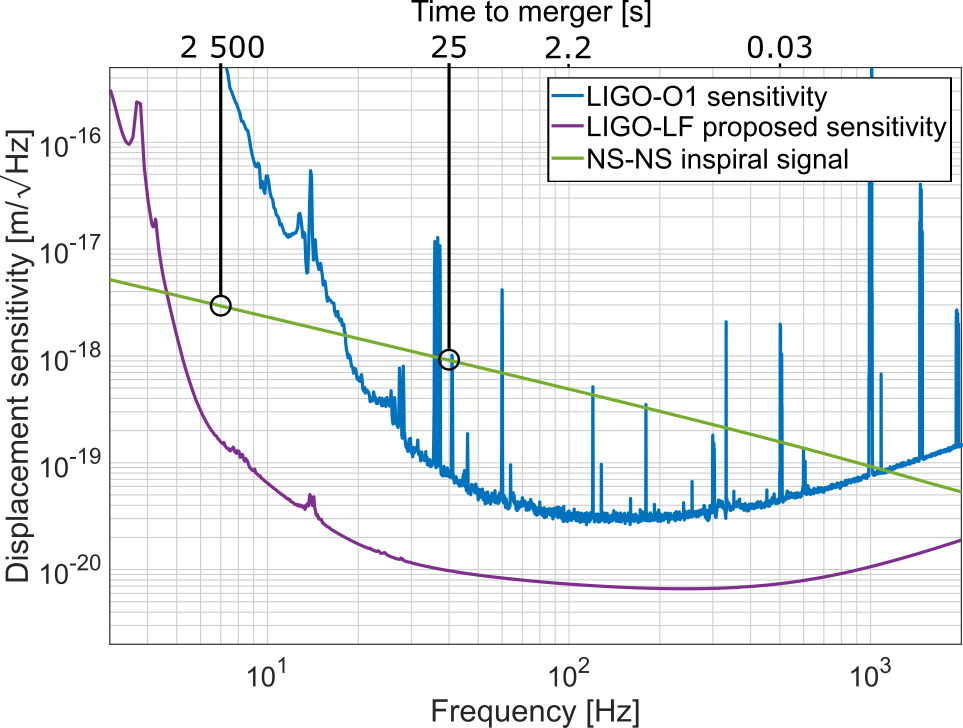 Time to merger [s]
2 500 25 2.2 0.03
LIGO-O1 sensitivity
LIGO-LF proposed sensitivity
NS-NS inspiral signal
Displacement sensitivity [m/√Hz]
10^-16
10^-17
10^-18
10^-19
10^-20
10^1 10^2 10^3
Frequency [Hz]